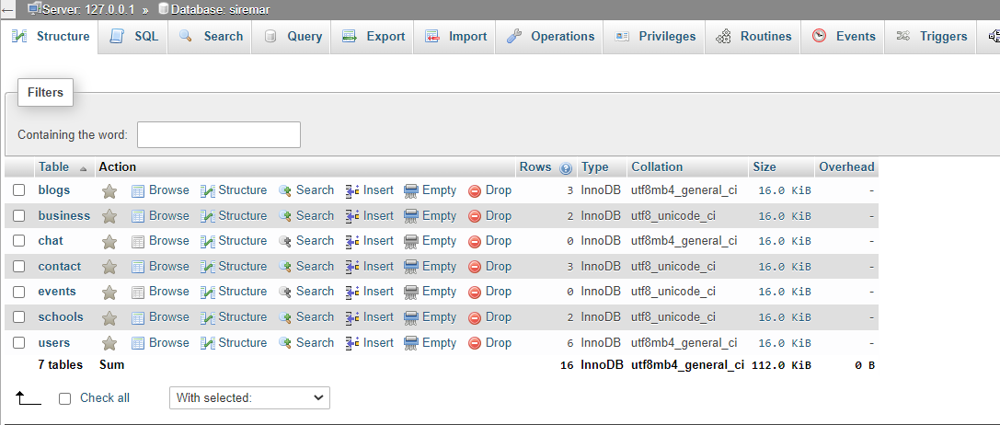 Server: 127.0.0.1 » Database: siremar
Structure SQL Search Query Export Import Operations Privileges Routines Events Triggers
Filters
Containing the word:
Table Action Rows Type Collation Size Overhead
blogs Browse Structure Search Insert Empty Drop 3 InnoDB utf8mb4_general_ci 16.0 KiB -
business Browse Structure Search Insert Empty Drop 2 InnoDB utf8_unicode_ci 16.0 KiB -
chat Browse Structure Search Insert Empty Drop 0 InnoDB utf8mb4_general_ci 16.0 KiB -
contact Browse Structure Search Insert Empty Drop 3 InnoDB utf8_unicode_ci 16.0 KiB -
events Browse Structure Search Insert Empty Drop 0 InnoDB utf8_unicode_ci 16.0 KiB -
schools Browse Structure Search Insert Empty Drop 2 InnoDB utf8_unicode_ci 16.0 KiB -
users Browse Structure Search Insert Empty Drop 6 InnoDB utf8mb4_general_ci 16.0 KiB -
7 tables Sum 16 InnoDB utf8mb4_general_ci 112.0 KiB 0 B
Check all With selected: